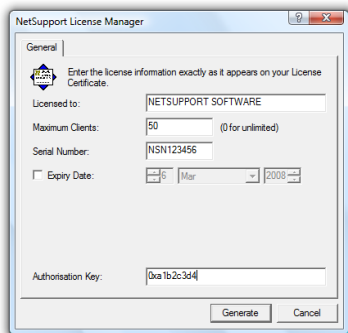 NetSupport License Manager
General
Enter the license information exactly as it appears on your License
Certificate.
Licensed to: NETSUPPORT SOFTWARE
Maximum Clients: 50 (0 for unlimited)
Serial Number: NSN123456
Expiry Date: 6 Mar 2008
Authorisation Key: 0xa1b2c3d4
Generate Cancel